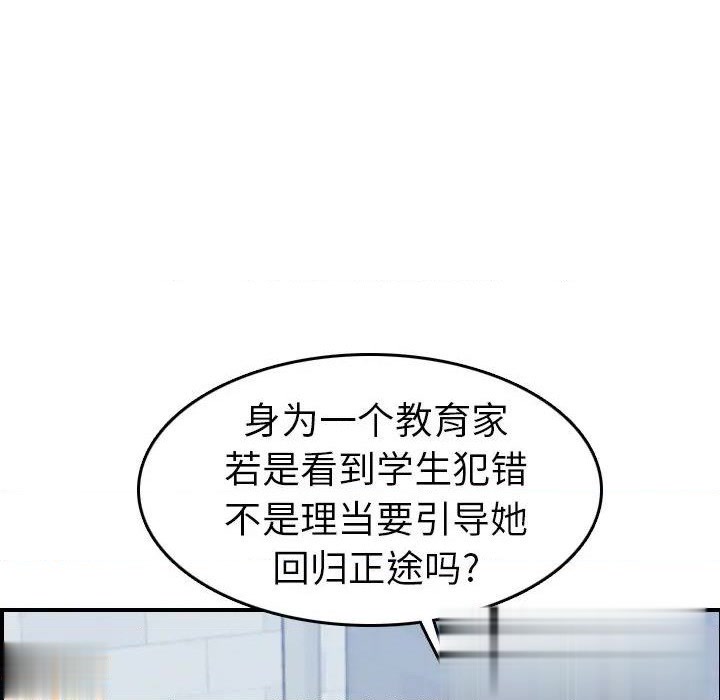 身为一个教育家
若是看到学生犯错
不是理当要引导她
回归正途吗?